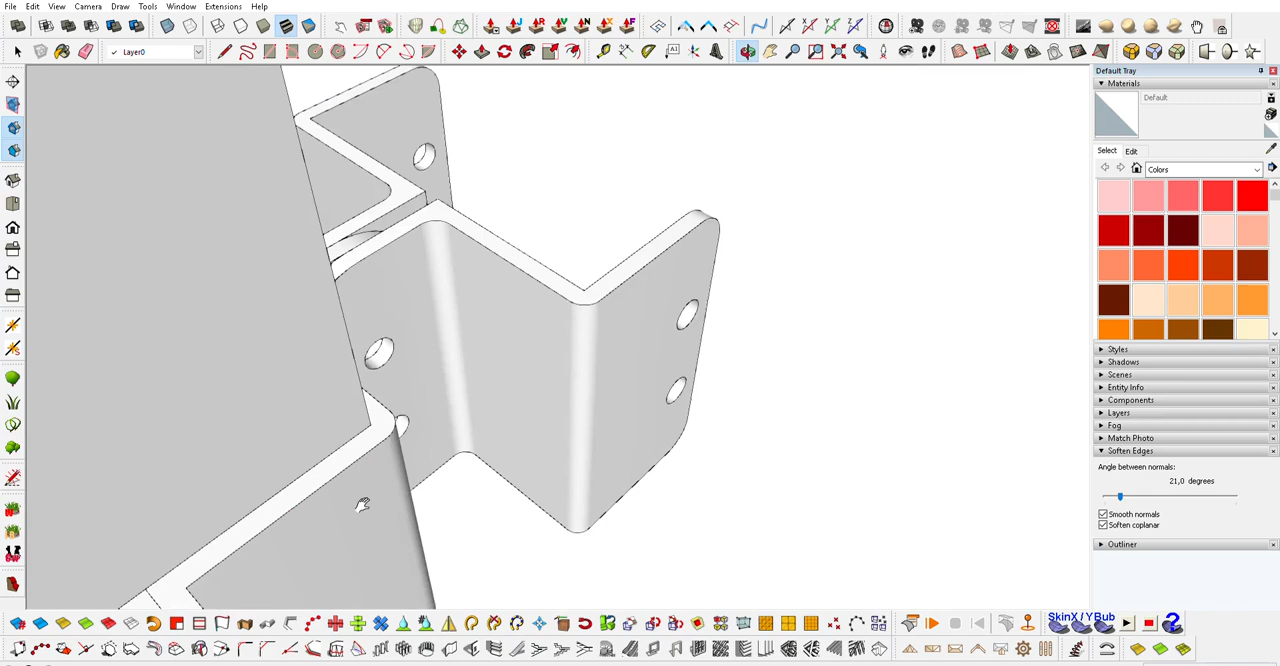 File Edit View Camera Draw Tools Window Extensions Help
Layer0
Default Tray
Materials
Default
Select Edit
Colors
Styles
Shadows
Scenes
Entity Info
Components
Layers
Fog
Match Photo
Soften Edges
Angle between normals:
21,0 degrees
Smooth normals
Soften coplanar
Outliner
SkinX / YBub